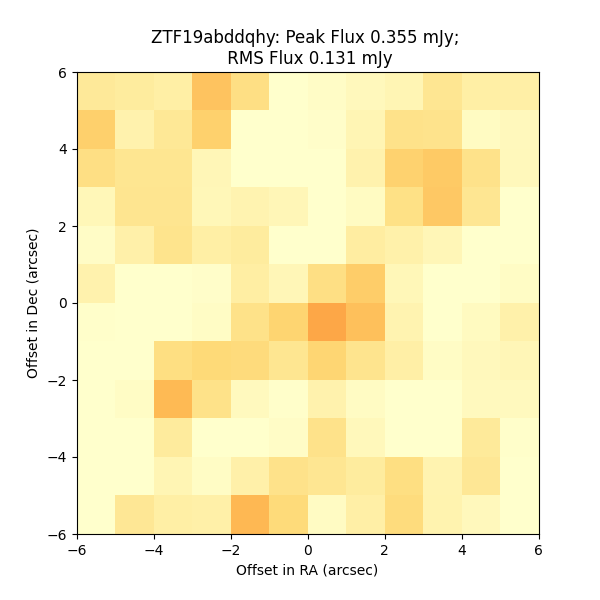 ZTF19abddqhy: Peak Flux 0.355 mJy;
RMS Flux 0.131 mJy
6
4
2
0
−2
−4
−6
Offset in Dec (arcsec)
−6 −4 −2 0 2 4 6
Offset in RA (arcsec)